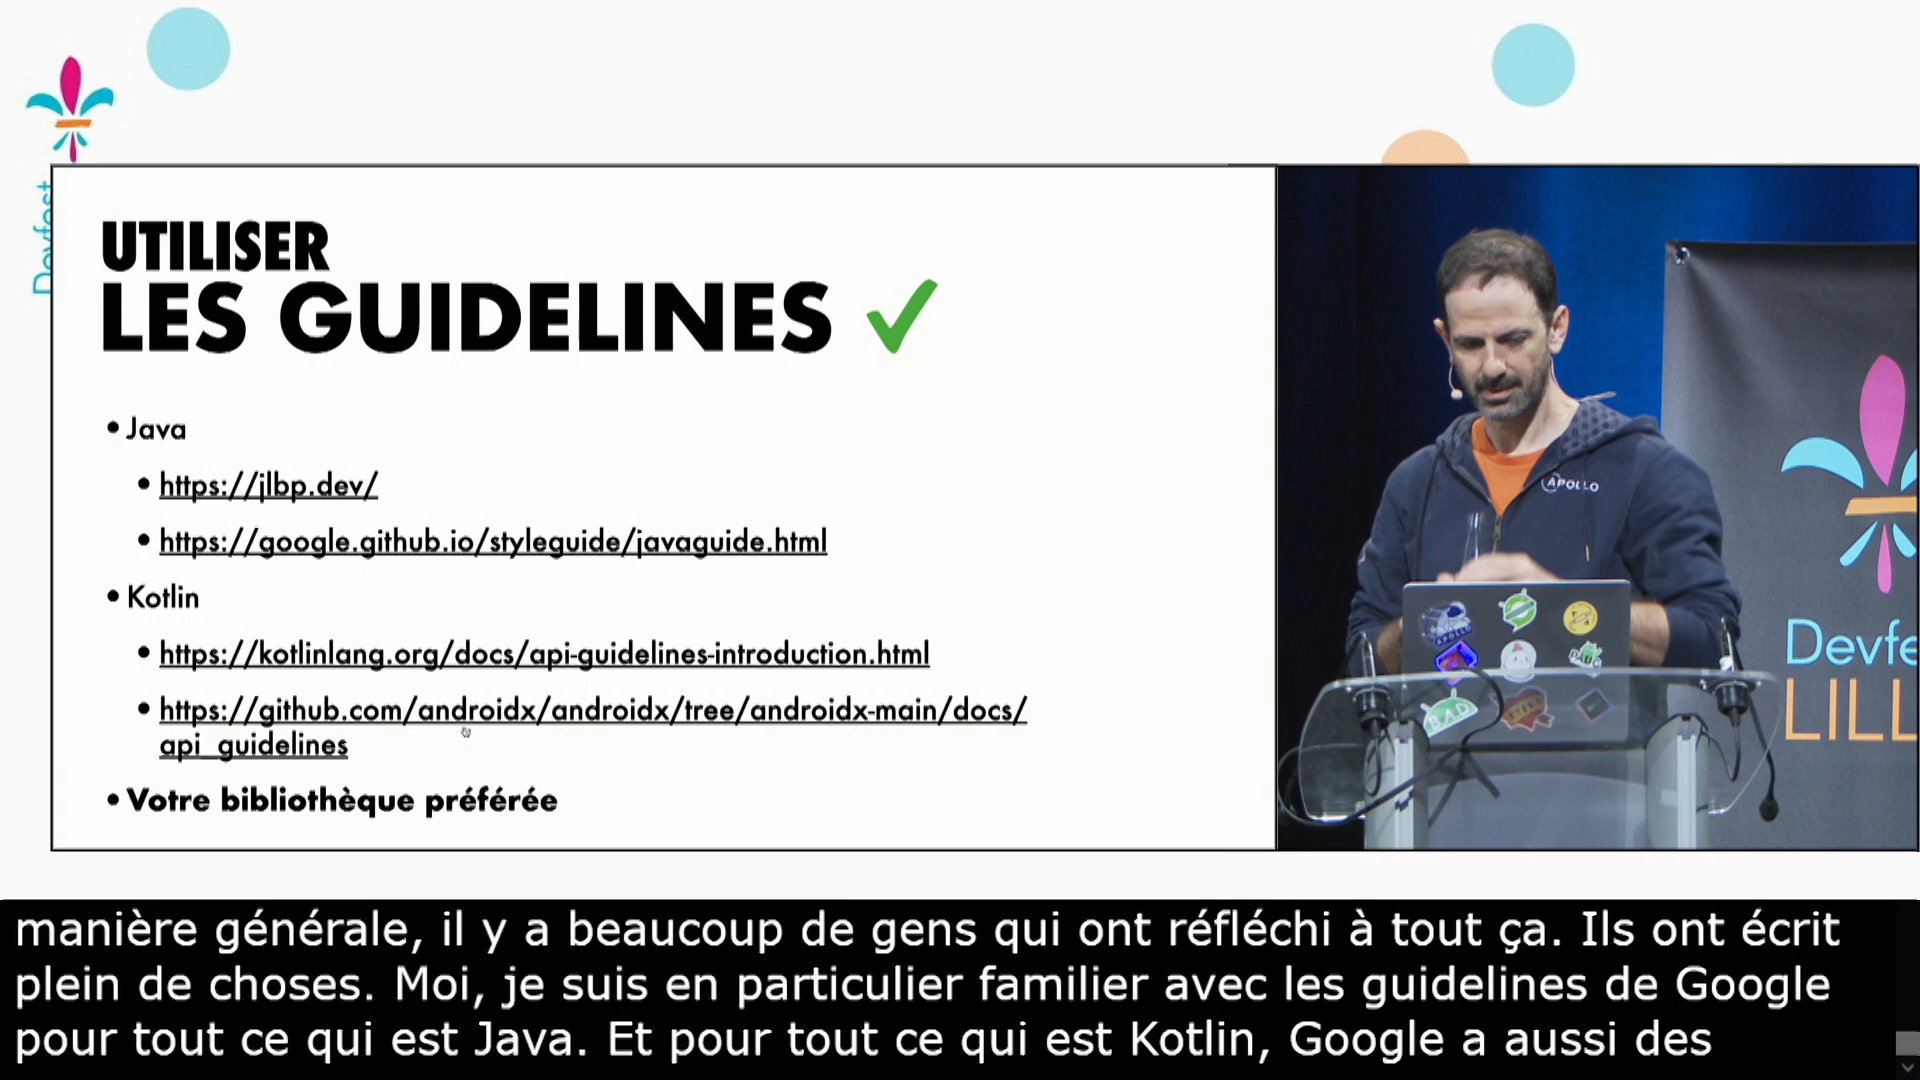 Devfest
UTILISER
LES GUIDELINES
Java
https://jlbp.dev/
https://google.github.io/styleguide/javaguide.html
Kotlin
https://kotlinlang.org/docs/api-guidelines-introduction.html
https://github.com/androidx/androidx/tree/androidx-main/docs/
api_guidelines
Votre bibliothèque préférée
APOLLO
APOLLO
B.A.D
Devfe
LILL
manière générale, il y a beaucoup de gens qui ont réfléchi à tout ça. Ils ont écrit
plein de choses. Moi, je suis en particulier familier avec les guidelines de Google
pour tout ce qui est Java. Et pour tout ce qui est Kotlin, Google a aussi des